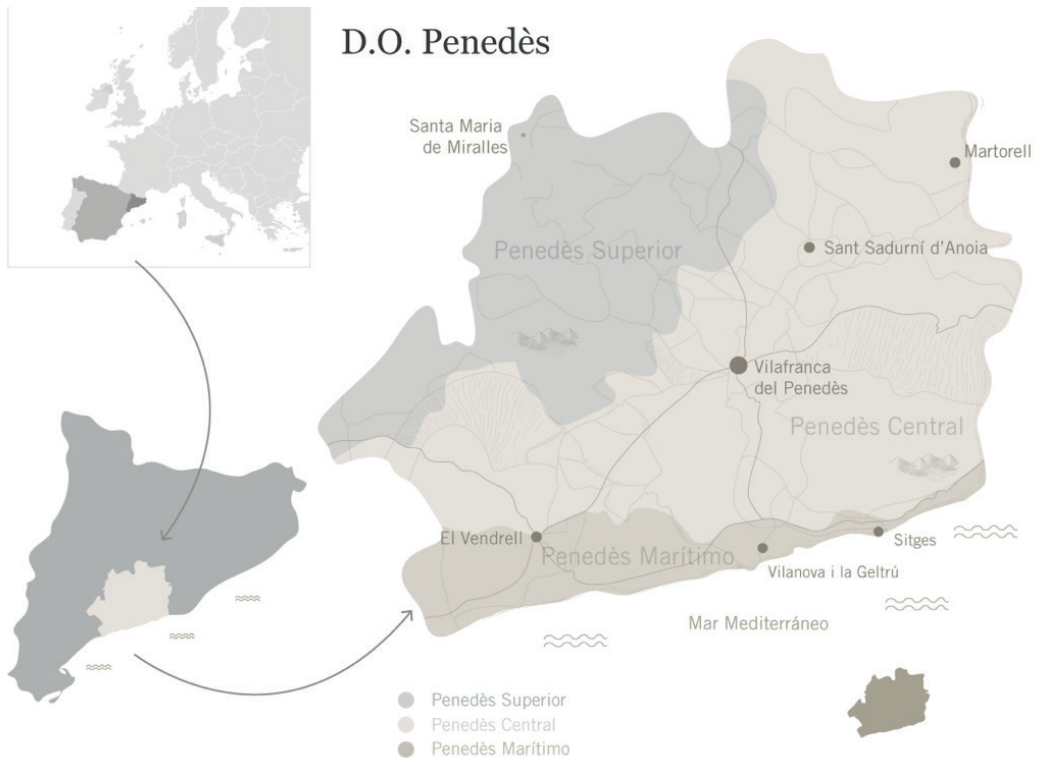 D.O. Penedès
Santa Maria
de Miralles
Martorell
Penedès Superior
Sant Sadurní d'Anoia
Vilafranca
del Penedès
Penedès Central
El Vendrell
Penedès Marítimo
Sitges
Vilanova i la Geltrú
Mar Mediterráneo
Penedès Superior
Penedès Central
Penedès Marítimo